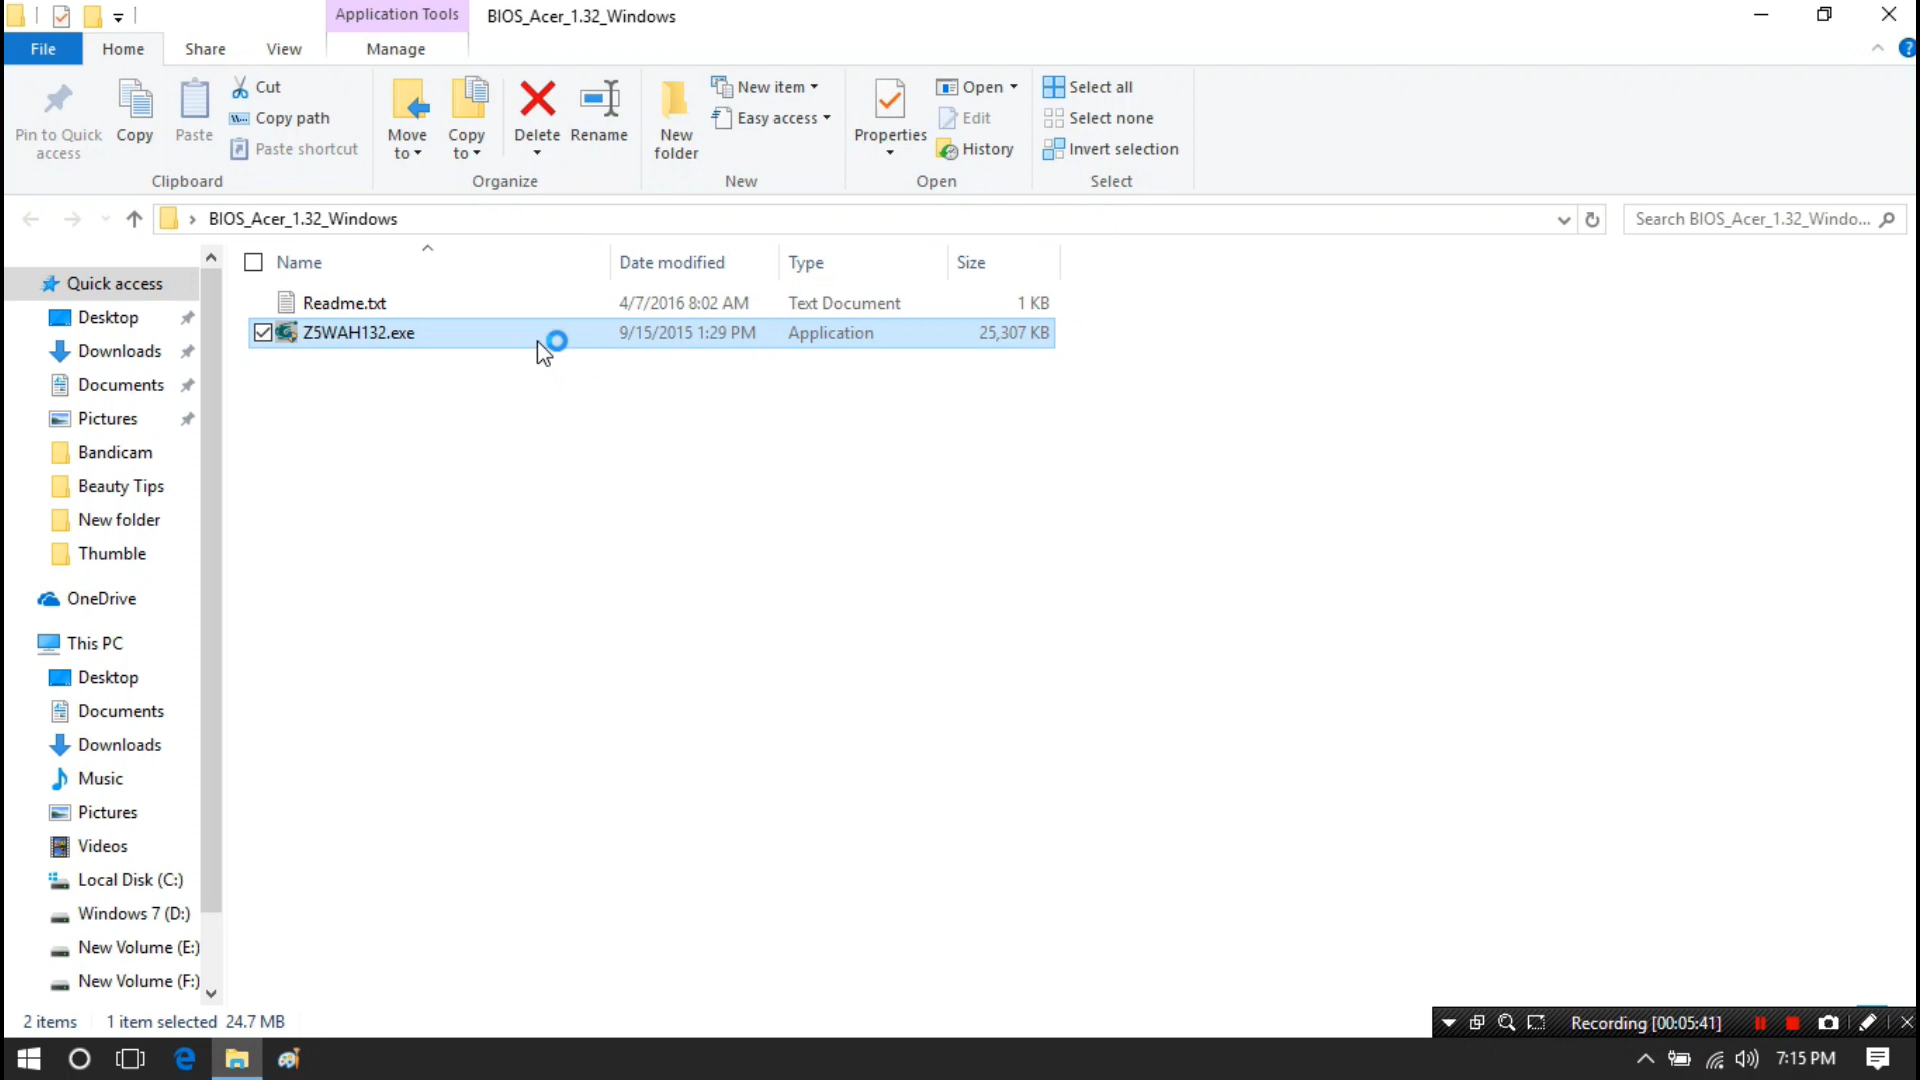 Application Tools
BIOS_Acer_1.32_Windows
File
Home
Share
View
Manage
?
Pin to Quick access
Copy
Paste
Cut
Copy path
Paste shortcut
Clipboard
Move to
Copy to
Delete
Rename
Organize
New folder
New item
Easy access
New
Properties
Open
Edit
History
Open
Select all
Select none
Invert selection
Select
BIOS_Acer_1.32_Windows
Search BIOS_Acer_1.32_Windo...
Name
Date modified
Type
Size
Readme.txt
4/7/2016 8:02 AM
Text Document
1 KB
Z5WAH132.exe
9/15/2015 1:29 PM
Application
25,307 KB
Quick access
Desktop
Downloads
Documents
Pictures
Bandicam
Beauty Tips
New folder
Thumble
OneDrive
This PC
Desktop
Documents
Downloads
Music
Pictures
Videos
Local Disk (C:)
Windows 7 (D:)
New Volume (E:)
New Volume (F:)
2 items
1 item selected 24.7 MB
Recording [00:05:41]
7:15 PM